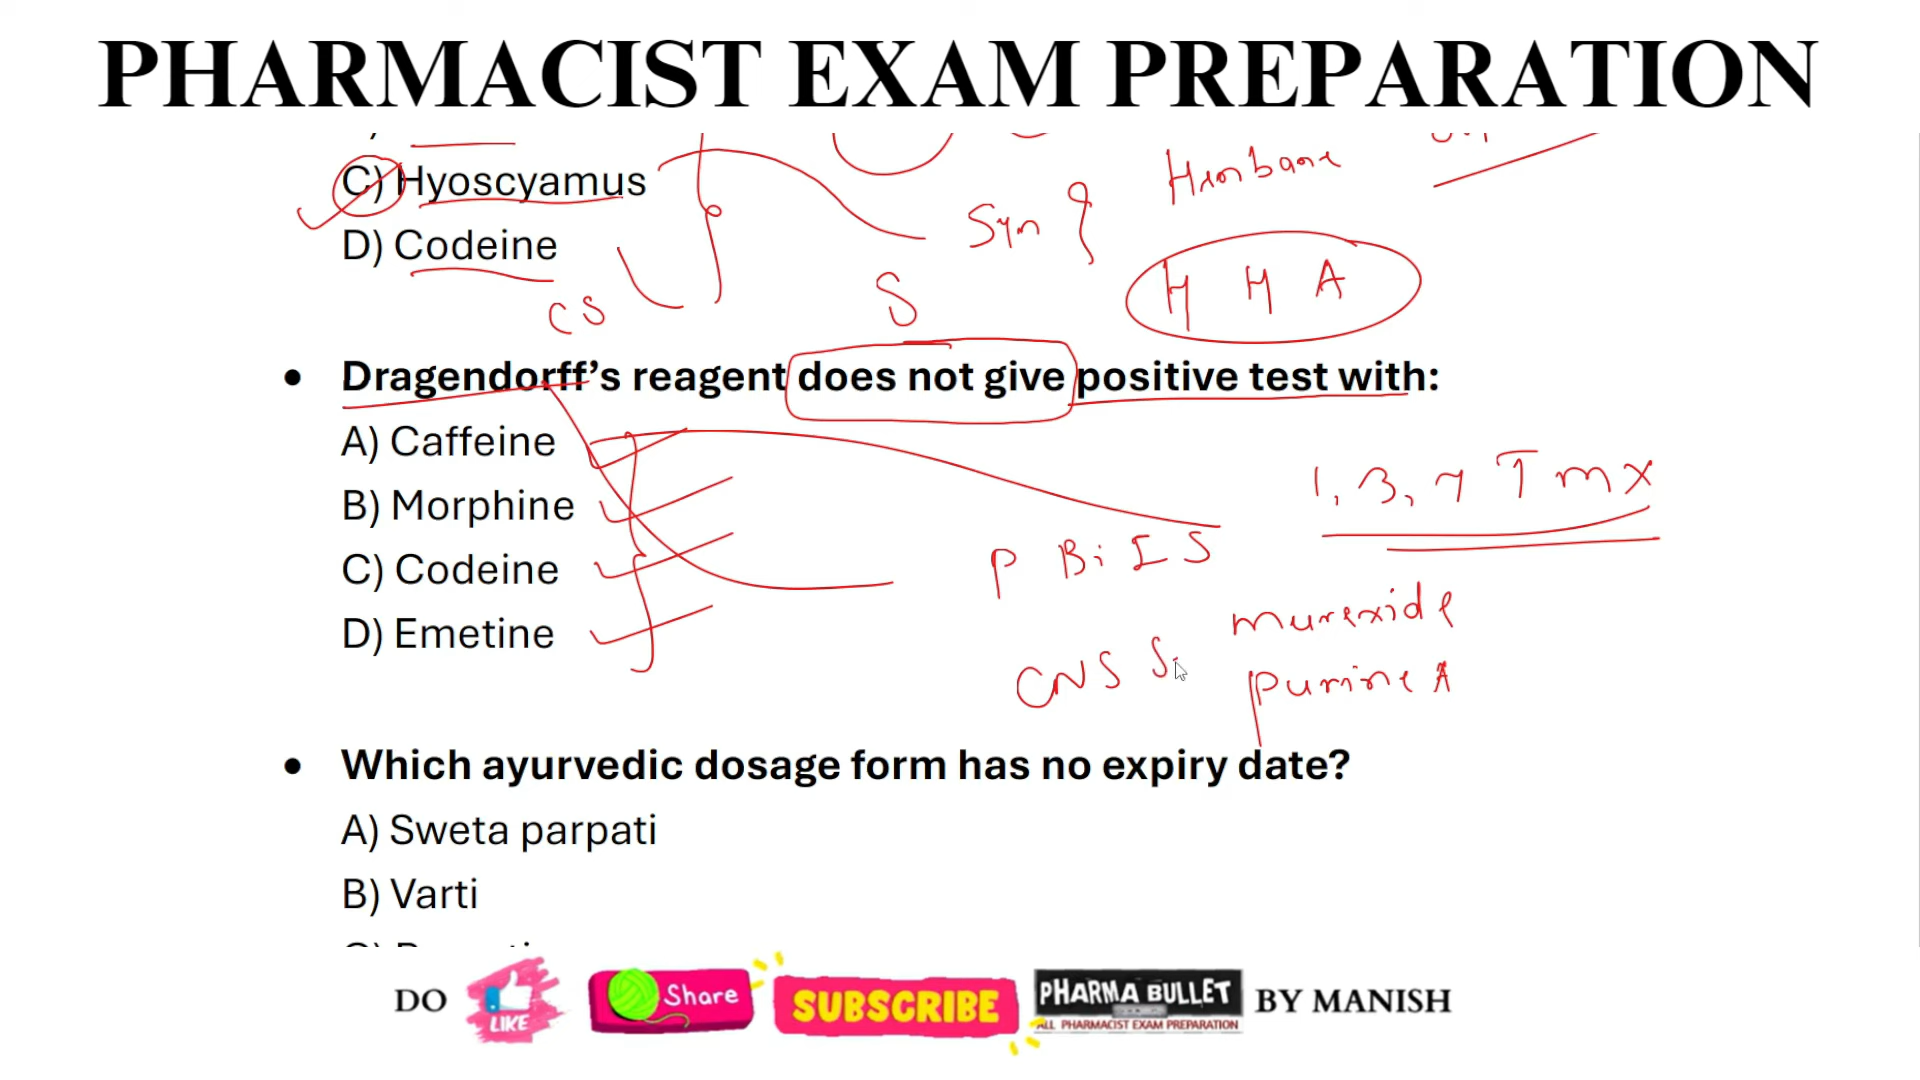 PHARMACIST EXAM PREPARATION
C) Hyoscyamus
Henbane
Syn
D) Codeine
H H A
CS
S
• Dragendorff's reagent does not give positive test with:
A) Caffeine
1, 3, 7 T m x
B) Morphine
P Bi I S
C) Codeine
murexide
D) Emetine
CNS S.
purine A
• Which ayurvedic dosage form has no expiry date?
A) Sweta parpati
B) Varti
DO LIKE Share SUBSCRIBE PHARMA BULLET BY MANISH
ALL PHARMACIST EXAM PREPARATION